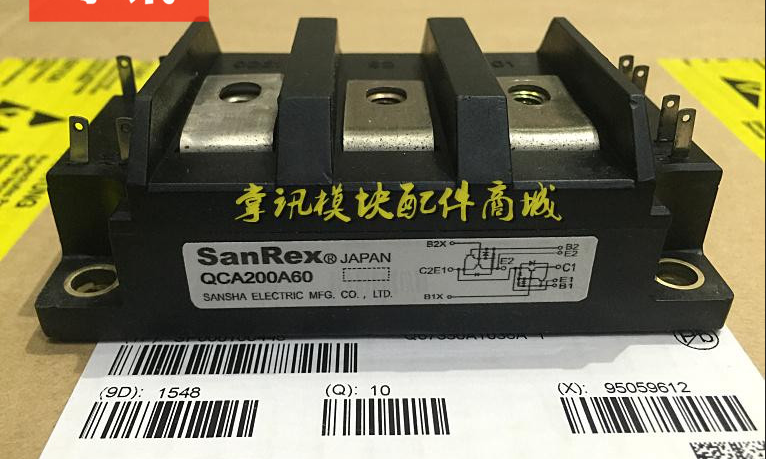 掌讯模块配件商城
SanRex® JAPAN
QCA200A60
SANSHA ELECTRIC MFG. CO., LTD.
B2X
B2
E2
C2E1
E2
C1
E1
B1
B1X
(9D): 1548
(Q): 10
(X): 95059612